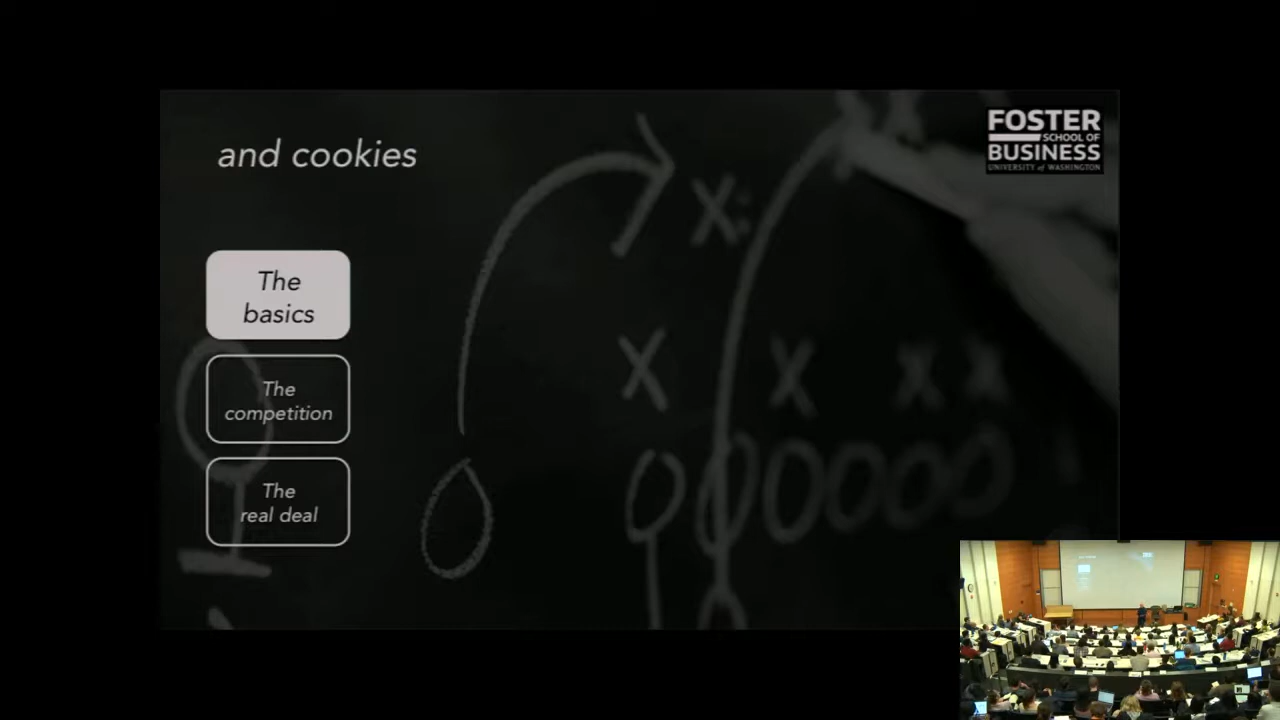 and cookies
FOSTER
SCHOOL OF
BUSINESS
UNIVERSITY of WASHINGTON
The
basics
The
competition
The
real deal